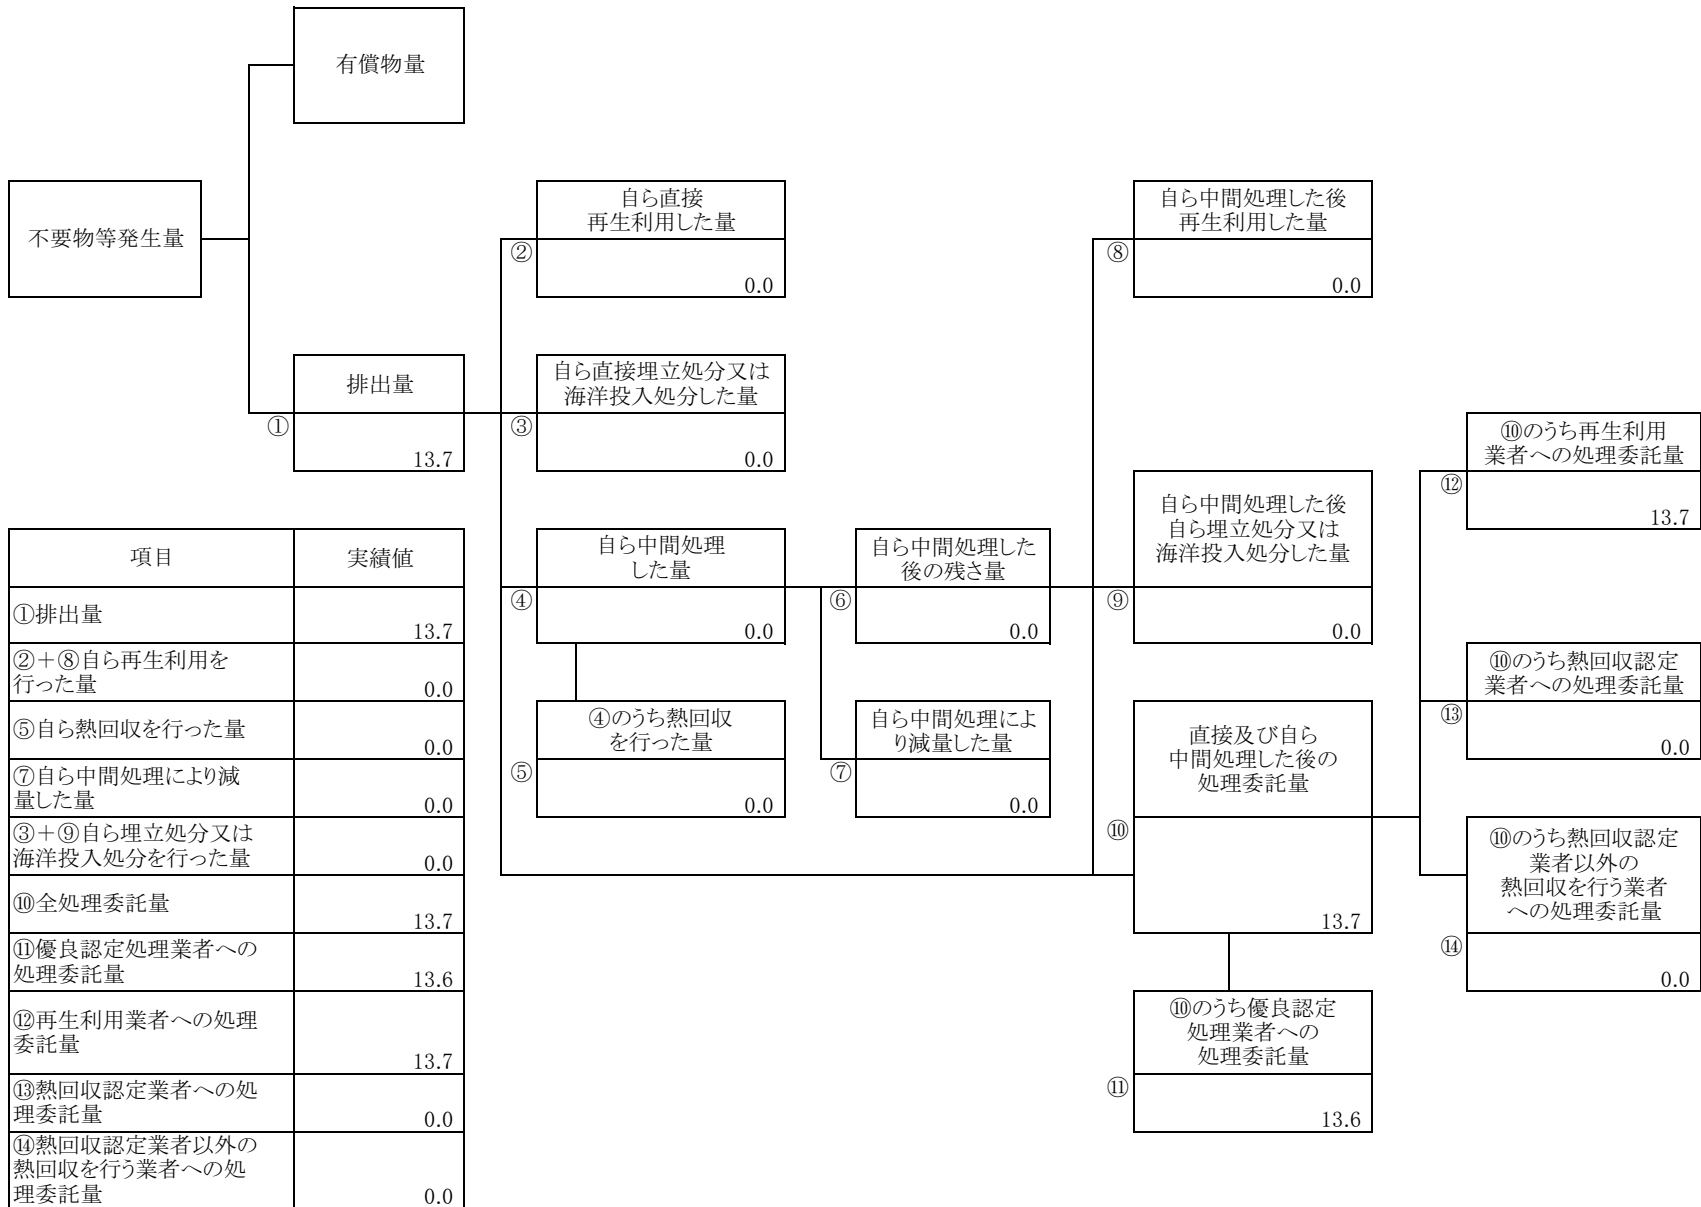 有償物量
不要物等発生量
自ら直接
再生利用した量
②
0.0
自ら中間処理した後
再生利用した量
⑧
0.0
排出量
①
13.7
自ら直接埋立処分又は
海洋投入処分した量
③
0.0
⑩のうち再生利用
業者への処理委託量
⑫
13.7
自ら中間処理
した量
④
0.0
自ら中間処理した
後の残さ量
⑥
0.0
自ら中間処理した後
自ら埋立処分又は
海洋投入処分した量
⑨
0.0
⑩のうち熱回収認定
業者への処理委託量
⑬
0.0
④のうち熱回収
を行った量
⑤
0.0
自ら中間処理によ
り減量した量
⑦
0.0
直接及び自ら
中間処理した後の
処理委託量
⑩
13.7
⑩のうち熱回収認定
業者以外の
熱回収を行う業者
への処理委託量
⑭
0.0
⑩のうち優良認定
処理業者への
処理委託量
⑪
13.6
項目 実績値
①排出量
13.7
②+⑧自ら再生利用を
行った量 0.0
⑤自ら熱回収を行った量
0.0
⑦自ら中間処理により減
量した量 0.0
③+⑨自ら埋立処分又は
海洋投入処分を行った量 0.0
⑩全処理委託量
13.7
⑪優良認定処理業者への
処理委託量 13.6
⑫再生利用業者への処理
委託量
13.7
⑬熱回収認定業者への処
理委託量 0.0
⑭熱回収認定業者以外の
熱回収を行う業者への処
理委託量 0.0